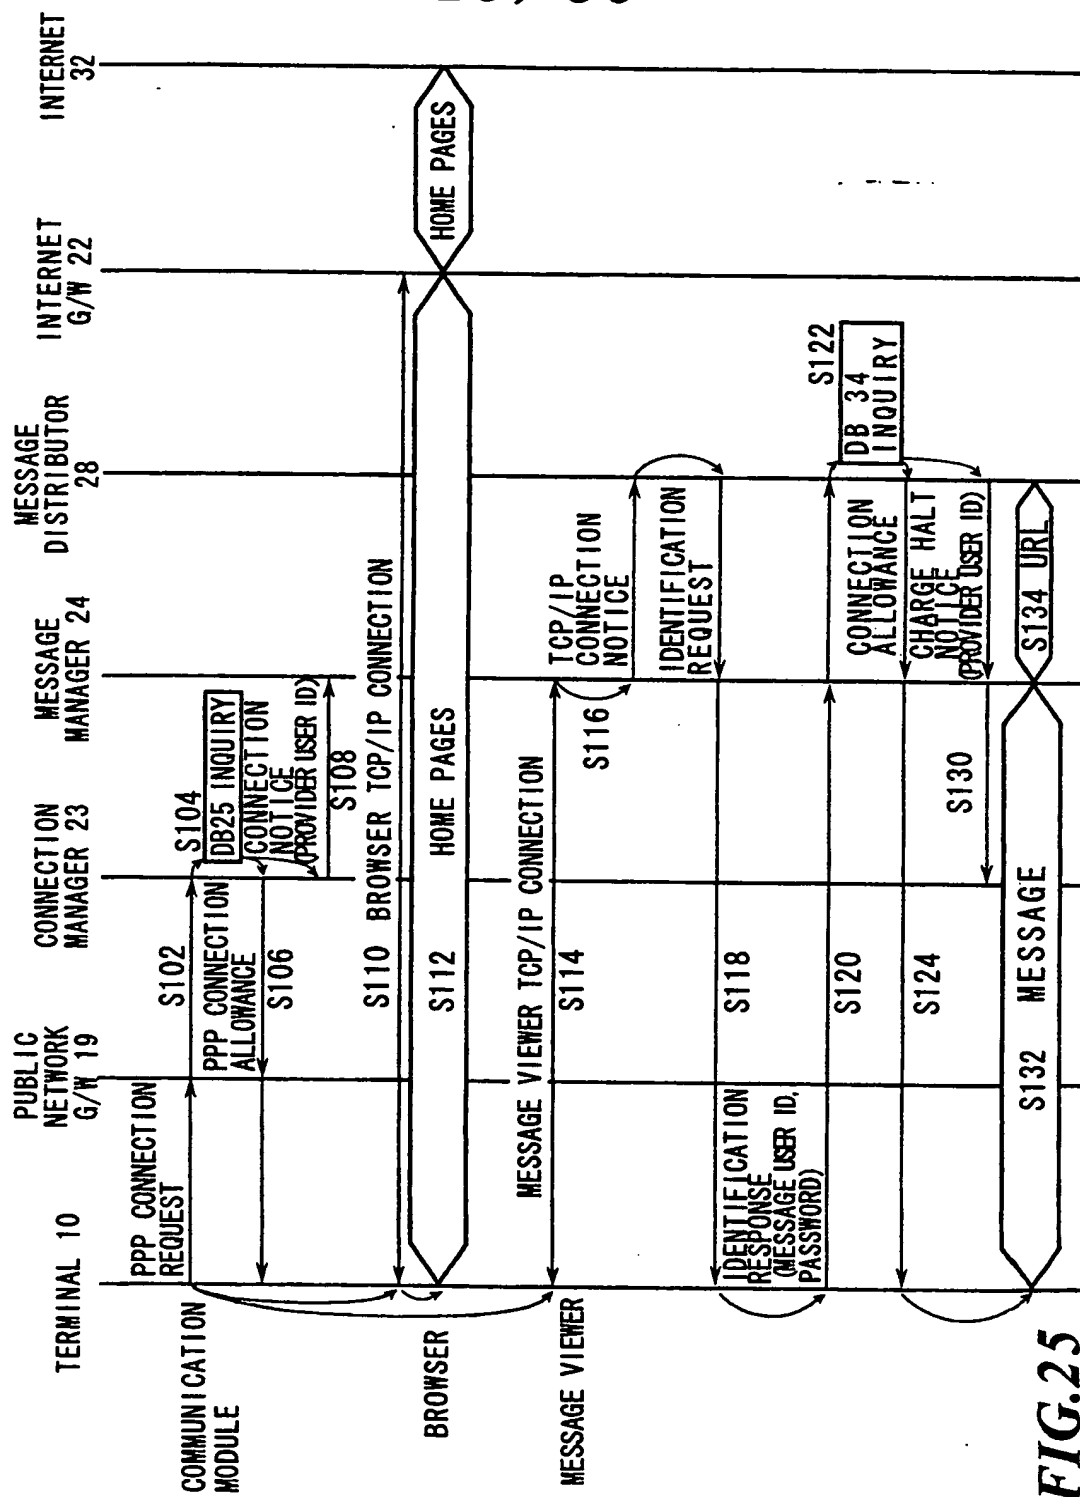 TERMINAL 10
PUBLIC
NETWORK
G/W 19
CONNECTION
MANAGER 23
MESSAGE
MANAGER 24
MESSAGE
DISTRIBUTOR
28
INTERNET
G/W 22
INTERNET
32
COMMUNICATION
MODULE
PPP CONNECTION
REQUEST
S102
S104
DB25 INQUIRY
PPP CONNECTION
ALLOWANCE
S106
CONNECTION
NOTICE
(PROVIDER USER ID)
S108
S110 BROWSER TCP/IP CONNECTION
BROWSER
S112
HOME PAGES
HOME PAGES
MESSAGE VIEWER
MESSAGE VIEWER TCP/IP CONNECTION
S114
S116
TCP/IP
CONNECTION
NOTICE
IDENTIFICATION
REQUEST
S118
IDENTIFICATION
RESPONSE
(MESSAGE USER ID,
PASSWORD)
S120
S122
DB 34
INQUIRY
CONNECTION
ALLOWANCE
S124
CHARGE HALT
NOTICE
(PROVIDER USER ID)
S130
S132 MESSAGE
S134 URL
FIG.25